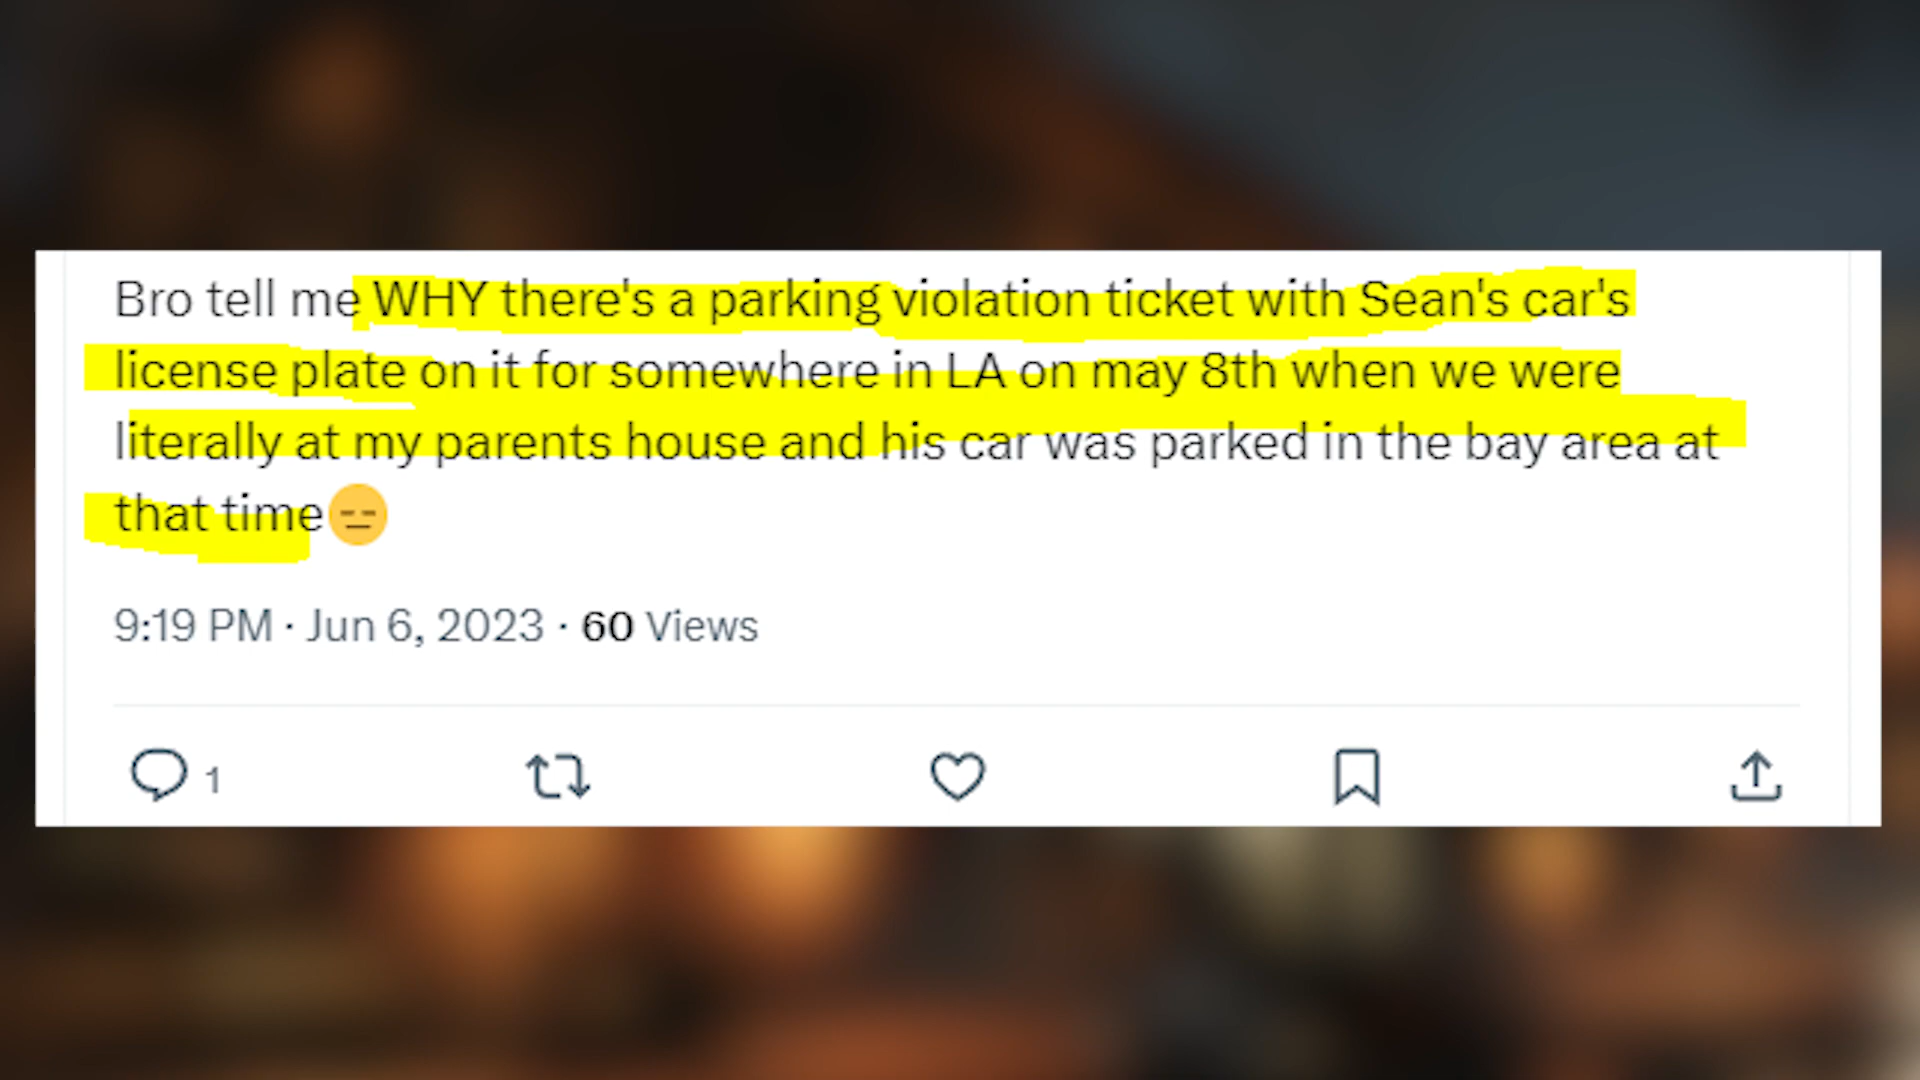 Bro tell me WHY there's a parking violation ticket with Sean's car's
license plate on it for somewhere in LA on may 8th when we were
literally at my parents house and his car was parked in the bay area at
that time😑
9:19 PM · Jun 6, 2023 · 60 Views
1